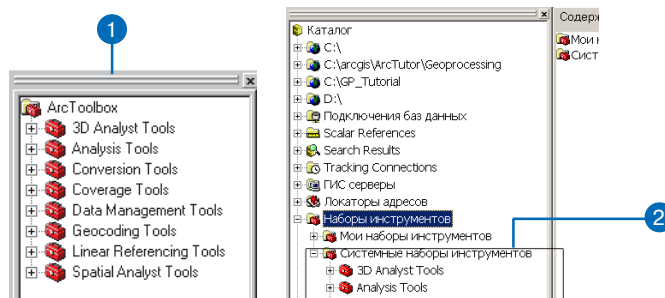 1
ArcToolbox
3D Analyst Tools
Analysis Tools
Conversion Tools
Coverage Tools
Data Management Tools
Geocoding Tools
Linear Referencing Tools
Spatial Analyst Tools
Каталог
C:\
C:\arcgis\ArcTutor\Geoprocessing
C:\GP_Tutorial
D:\
Подключения баз данных
Scalar References
Search Results
Tracking Connections
ГИС серверы
Локаторы адресов
Наборы инструментов
Мои наборы инструментов
Системные наборы инструментов
3D Analyst Tools
Analysis Tools
Содерж
Мои н
Сист
2